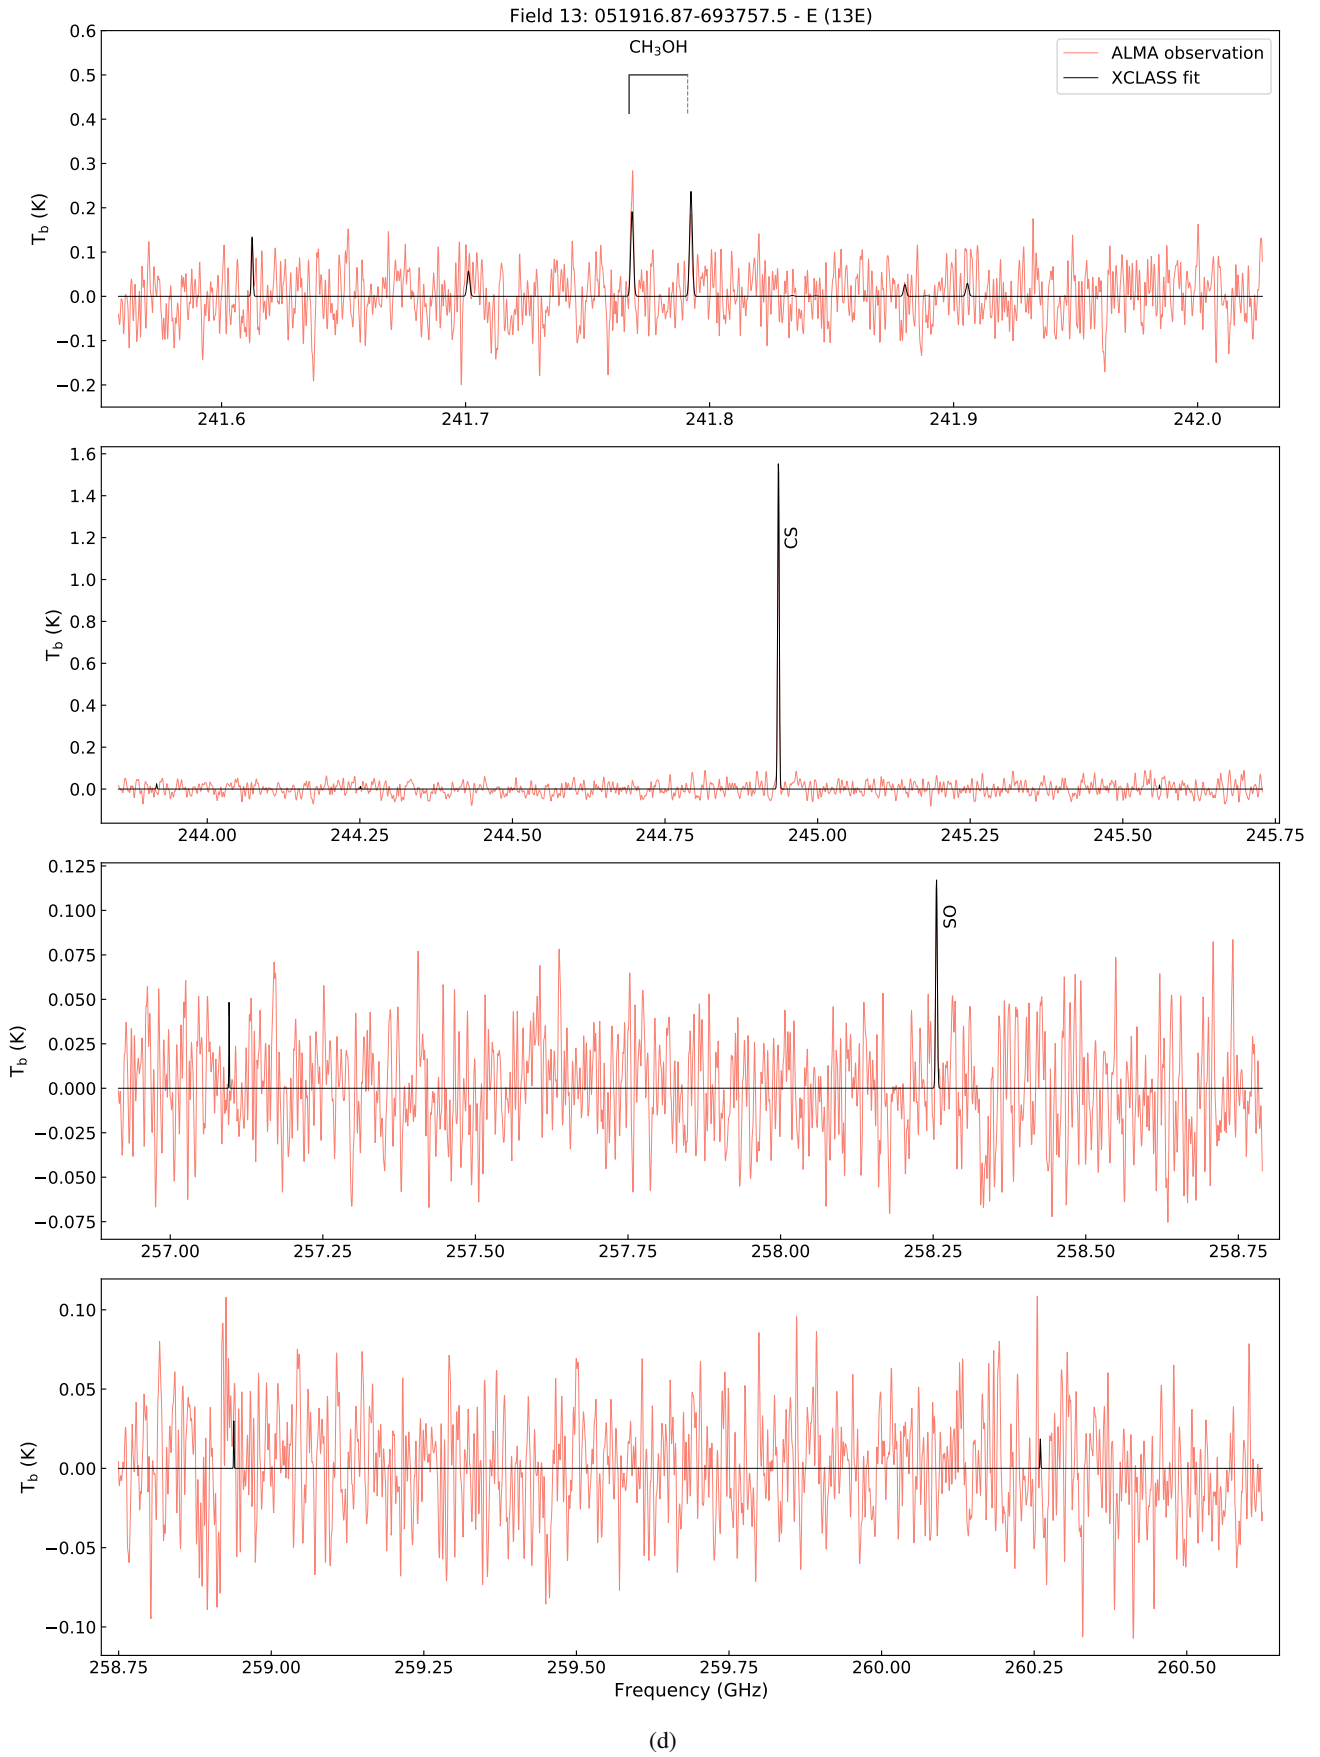 Field 13: 051916.87-693757.5 - E (13E)
0.6
0.5
0.4
0.3
0.2
0.1
0.0
−0.1
−0.2
T_b (K)
CH₃OH
ALMA observation
XCLASS fit
241.6 241.7 241.8 241.9 242.0
1.6
1.4
1.2
1.0
0.8
0.6
0.4
0.2
0.0
T_b (K)
CS
244.00 244.25 244.50 244.75 245.00 245.25 245.50 245.75
0.125
0.100
0.075
0.050
0.025
0.000
−0.025
−0.050
−0.075
T_b (K)
SO
257.00 257.25 257.50 257.75 258.00 258.25 258.50 258.75
0.10
0.05
0.00
−0.05
−0.10
T_b (K)
258.75 259.00 259.25 259.50 259.75 260.00 260.25 260.50
Frequency (GHz)
(d)